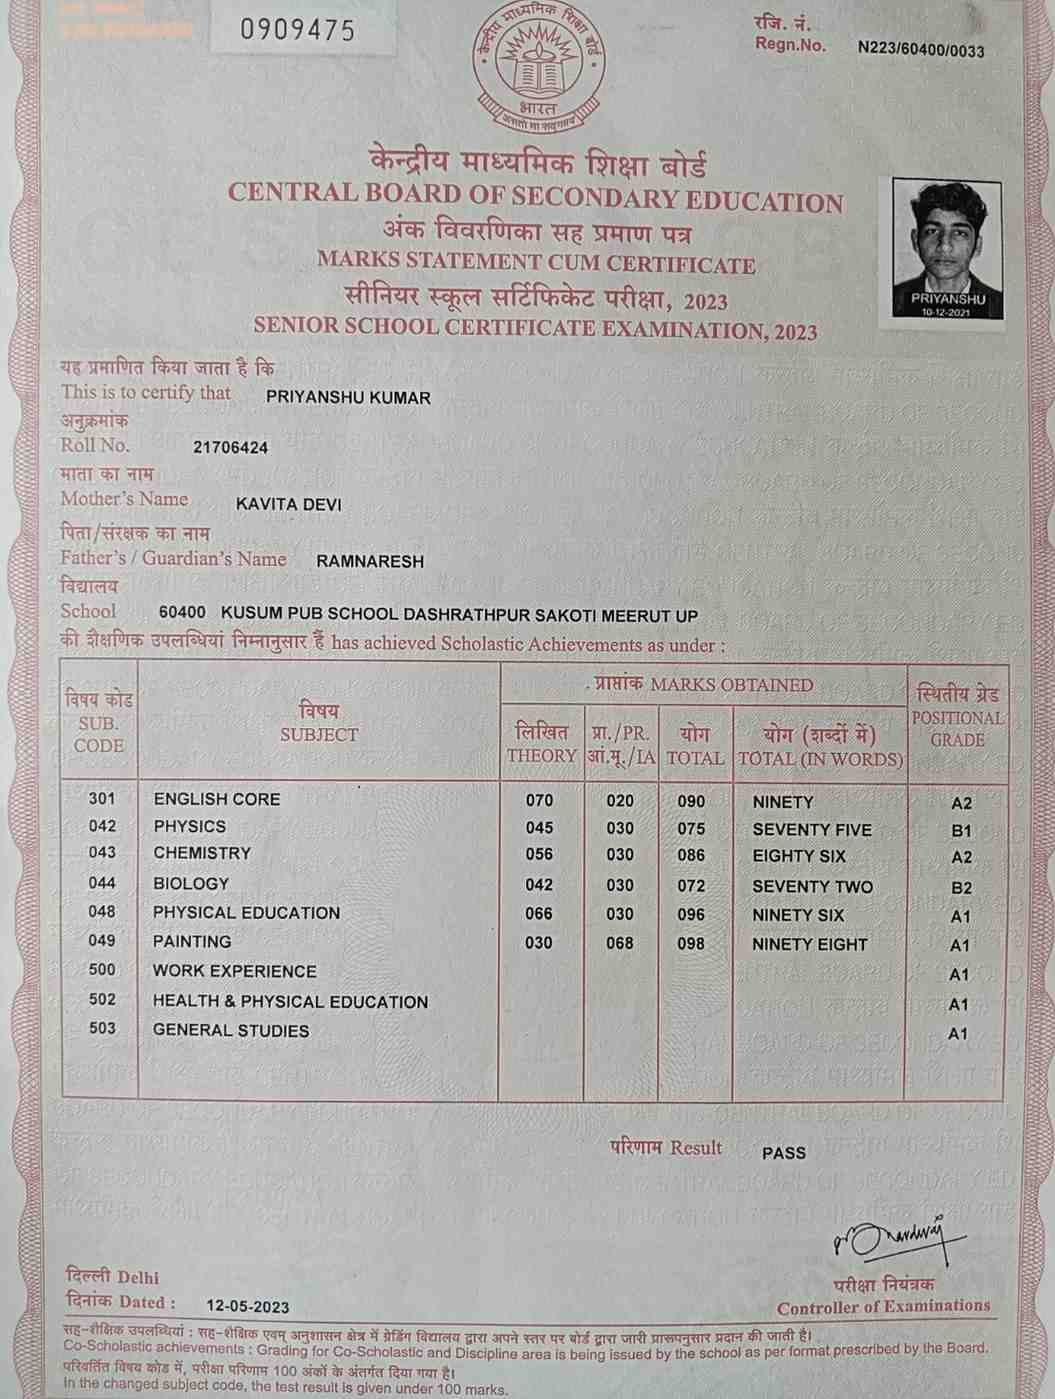 0909475
रजि. नं.
Regn.No. N223/60400/0033
केन्द्रीय माध्यमिक शिक्षा बोर्ड
भारत
असतो मा सद्गमय
केन्द्रीय माध्यमिक शिक्षा बोर्ड
CENTRAL BOARD OF SECONDARY EDUCATION
अंक विवरणिका सह प्रमाण पत्र
MARKS STATEMENT CUM CERTIFICATE
सीनियर स्कूल सर्टिफिकेट परीक्षा, 2023
SENIOR SCHOOL CERTIFICATE EXAMINATION, 2023
PRIYANSHU
10-12-2021
यह प्रमाणित किया जाता है कि
This is to certify that PRIYANSHU KUMAR
अनुक्रमांक
Roll No. 21706424
माता का नाम
Mother's Name KAVITA DEVI
पिता/संरक्षक का नाम
Father's / Guardian's Name RAMNARESH
विद्यालय
School 60400 KUSUM PUB SCHOOL DASHRATHPUR SAKOTI MEERUT UP
की शैक्षणिक उपलब्धियां निम्नानुसार हैं has achieved Scholastic Achievements as under :
विषय कोड
SUB.
CODE
विषय
SUBJECT
प्राप्तांक MARKS OBTAINED
लिखित
THEORY
प्रा./PR.
आं.मू./IA
योग
TOTAL
योग (शब्दों में)
TOTAL (IN WORDS)
स्थितीय ग्रेड
POSITIONAL
GRADE
301 ENGLISH CORE 070 020 090 NINETY A2
042 PHYSICS 045 030 075 SEVENTY FIVE B1
043 CHEMISTRY 056 030 086 EIGHTY SIX A2
044 BIOLOGY 042 030 072 SEVENTY TWO B2
048 PHYSICAL EDUCATION 066 030 096 NINETY SIX A1
049 PAINTING 030 068 098 NINETY EIGHT A1
500 WORK EXPERIENCE A1
502 HEALTH & PHYSICAL EDUCATION A1
503 GENERAL STUDIES A1
परिणाम Result PASS
दिल्ली Delhi
दिनांक Dated : 12-05-2023
परीक्षा नियंत्रक
Controller of Examinations
सह-शैक्षिक उपलब्धियां : सह-शैक्षिक एवम् अनुशासन क्षेत्र में ग्रेडिंग विद्यालय द्वारा अपने स्तर पर बोर्ड द्वारा जारी प्रारूपनुसार प्रदान की जाती है।
Co-Scholastic achievements : Grading for Co-Scholastic and Discipline area is being issued by the school as per format prescribed by the Board.
परिवर्तित विषय कोड में, परीक्षा परिणाम 100 अंकों के अंतर्गत दिया गया है।
In the changed subject code, the test result is given under 100 marks.